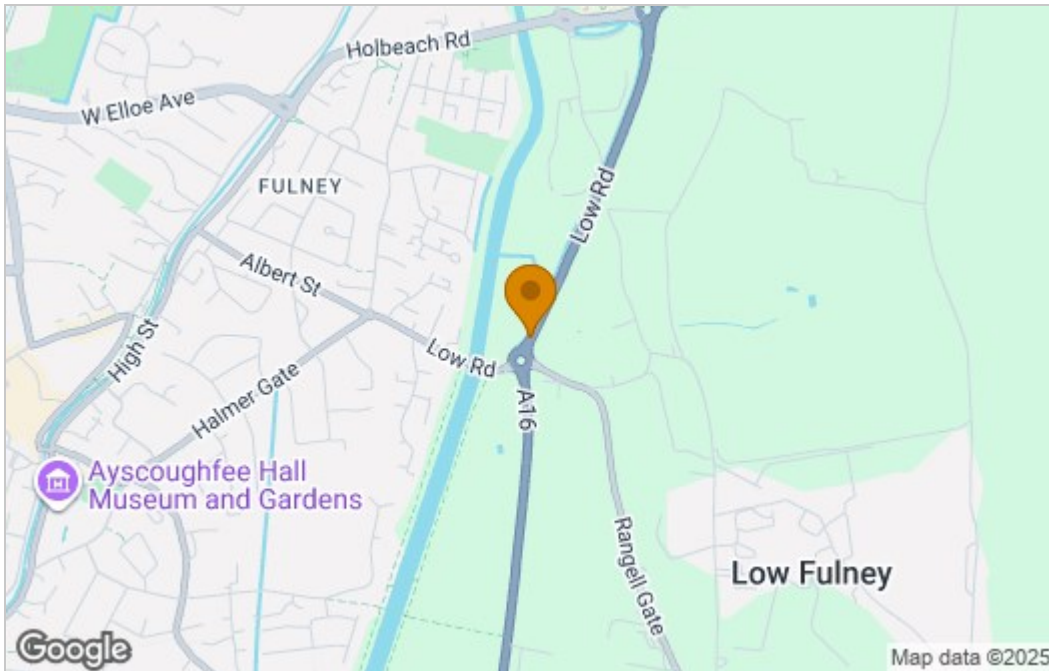 Holbeach Rd
W Elloe Ave
FULNEY
Low Rd
Albert St
High St
Low Rd
Halmer Gate
A16
Ayscoughfee Hall
Museum and Gardens
Rangell Gate
Low Fulney
Google
Map data ©2025